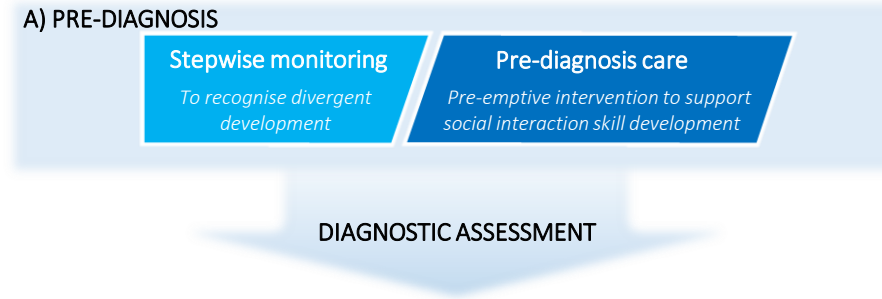 A) PRE-DIAGNOSIS
Stepwise monitoring
To recognise divergent
development
Pre-diagnosis care
Pre-emptive intervention to support
social interaction skill development
DIAGNOSTIC ASSESSMENT